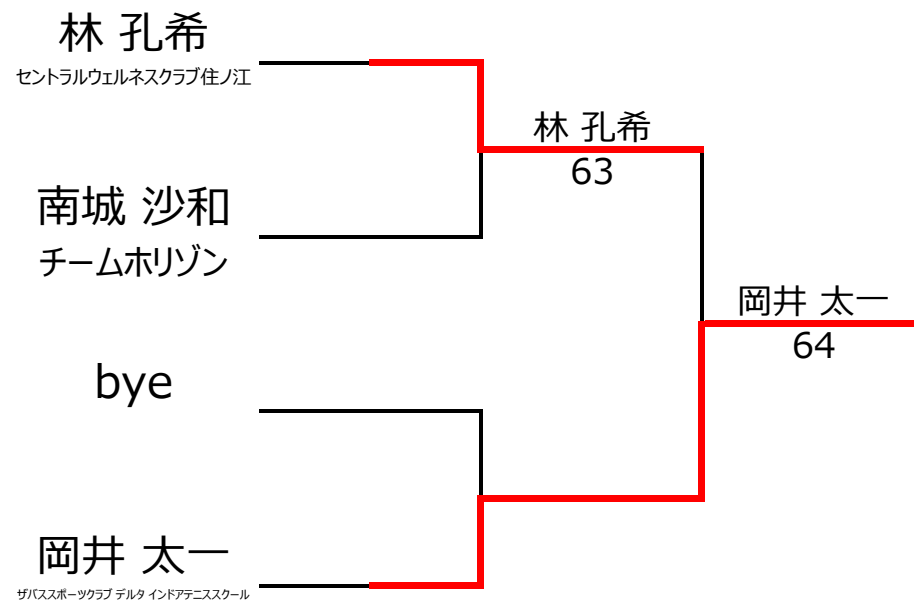 林 孔希
セントラルウェルネスクラブ住ノ江
林 孔希
63
南城 沙和
チームホリゾン
岡井 太一
64
bye
岡井 太一
ザバススポーツクラブ デルタ インドアテニススクール